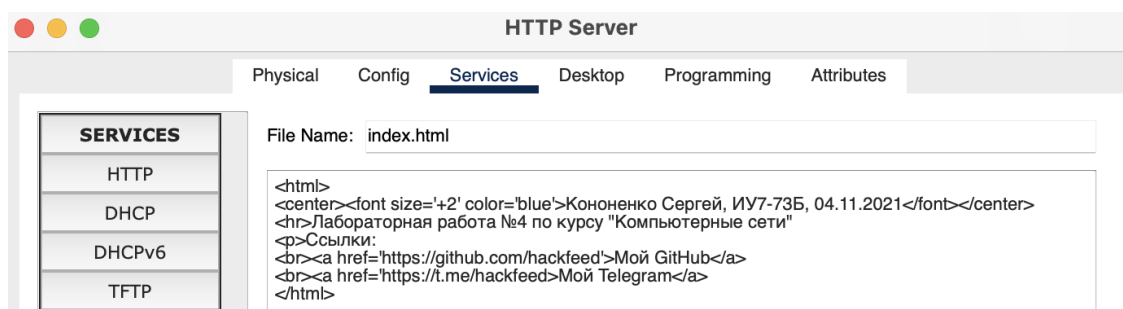 HTTP Server
Physical Config Services Desktop Programming Attributes
SERVICES
HTTP
DHCP
DHCPv6
TFTP
File Name: index.html
<html>
<center><font size='+2' color='blue'>Кононенко Сергей, ИУ7-73Б, 04.11.2021</font></center>
<hr>Лабораторная работа №4 по курсу "Компьютерные сети"
<p>Ссылки:
<br><a href='https://github.com/hackfeed'>Мой GitHub</a>
<br><a href='https://t.me/hackfeed>Мой Telegram</a>
</html>